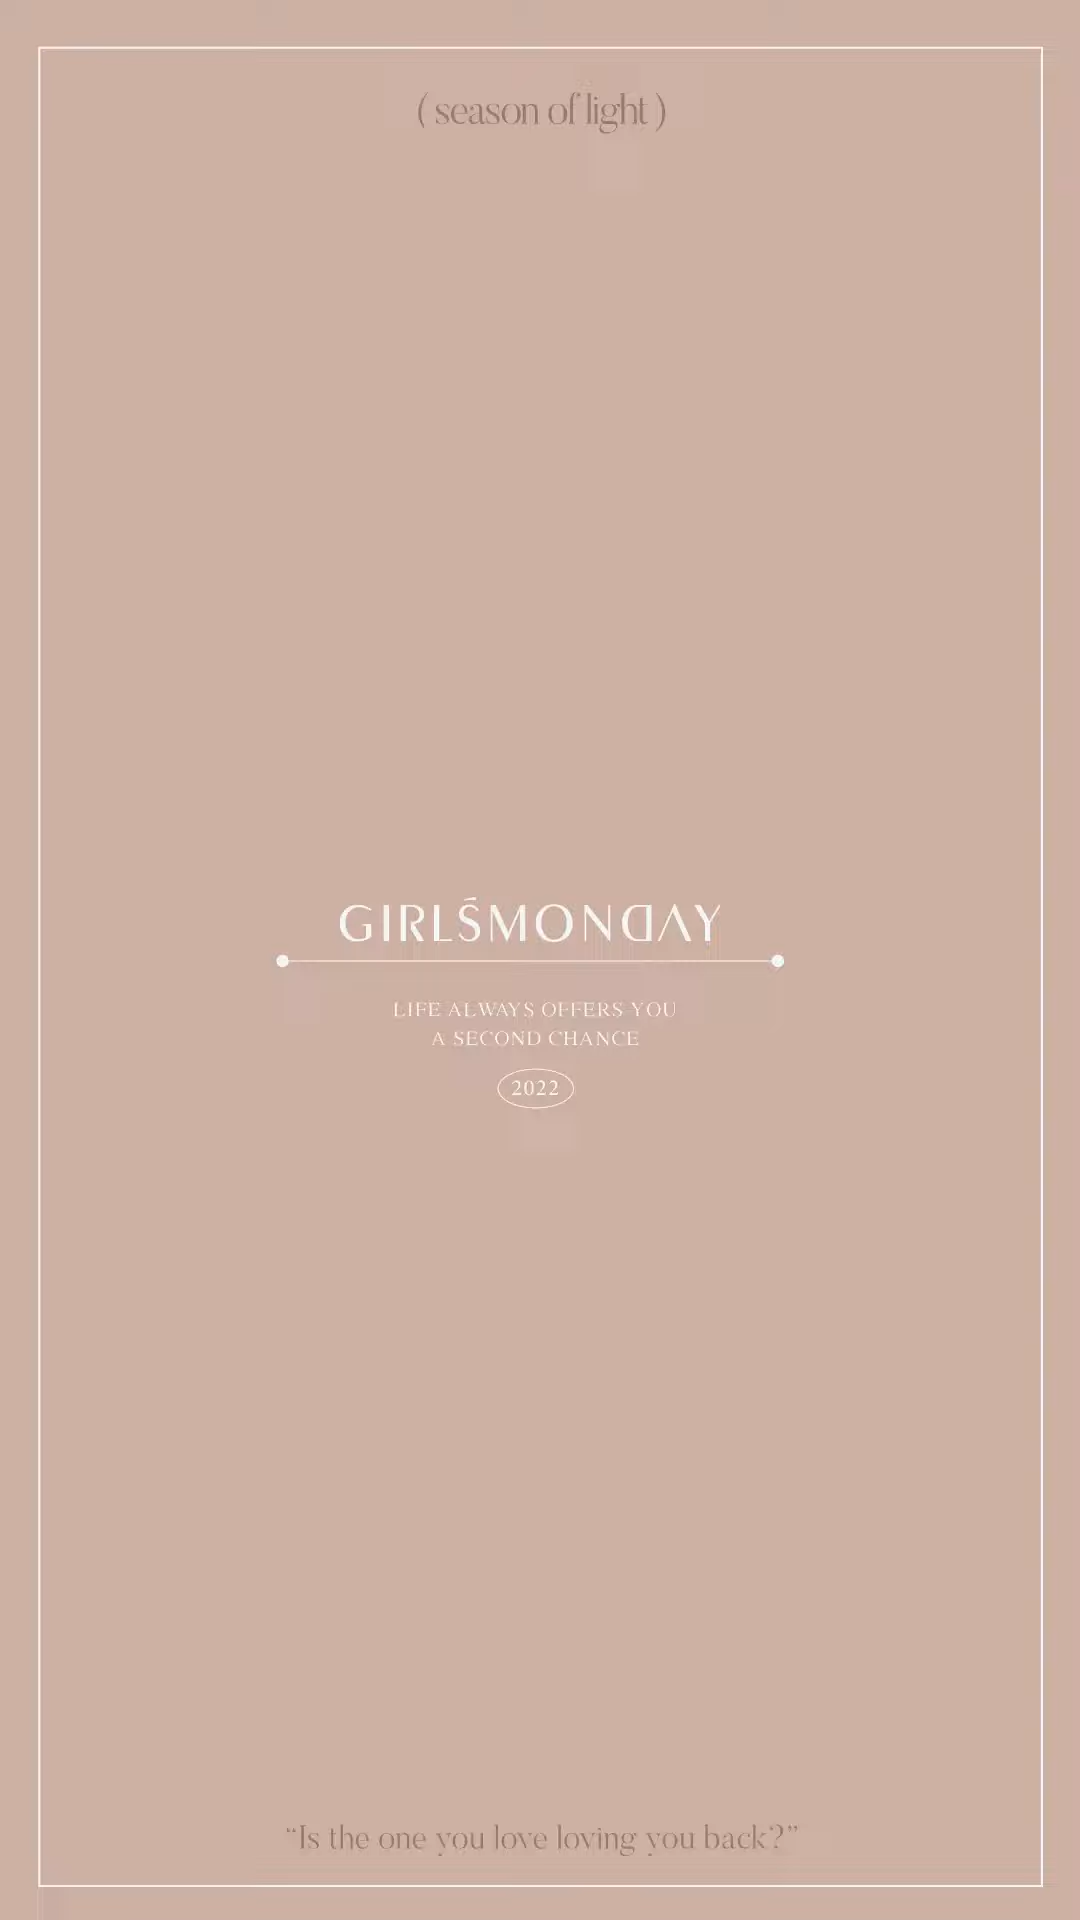 ( season of light )
GIRLŚMONDAY
LIFE ALWAYS OFFERS YOU
A SECOND CHANCE
2022
“Is the one you love loving you back?”